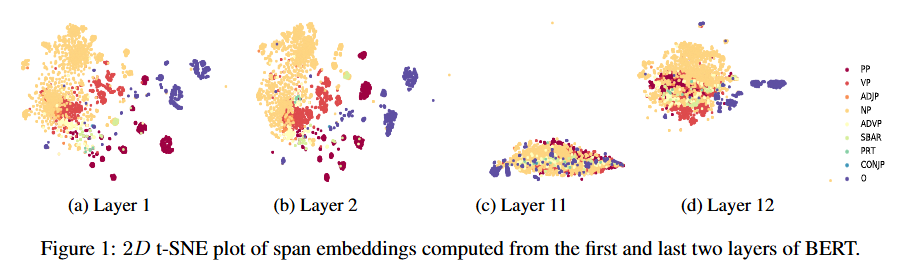 PP
VP
ADJP
NP
ADVP
SBAR
PRT
CONJP
O
(a) Layer 1
(b) Layer 2
(c) Layer 11
(d) Layer 12
Figure 1: 2D t-SNE plot of span embeddings computed from the first and last two layers of BERT.